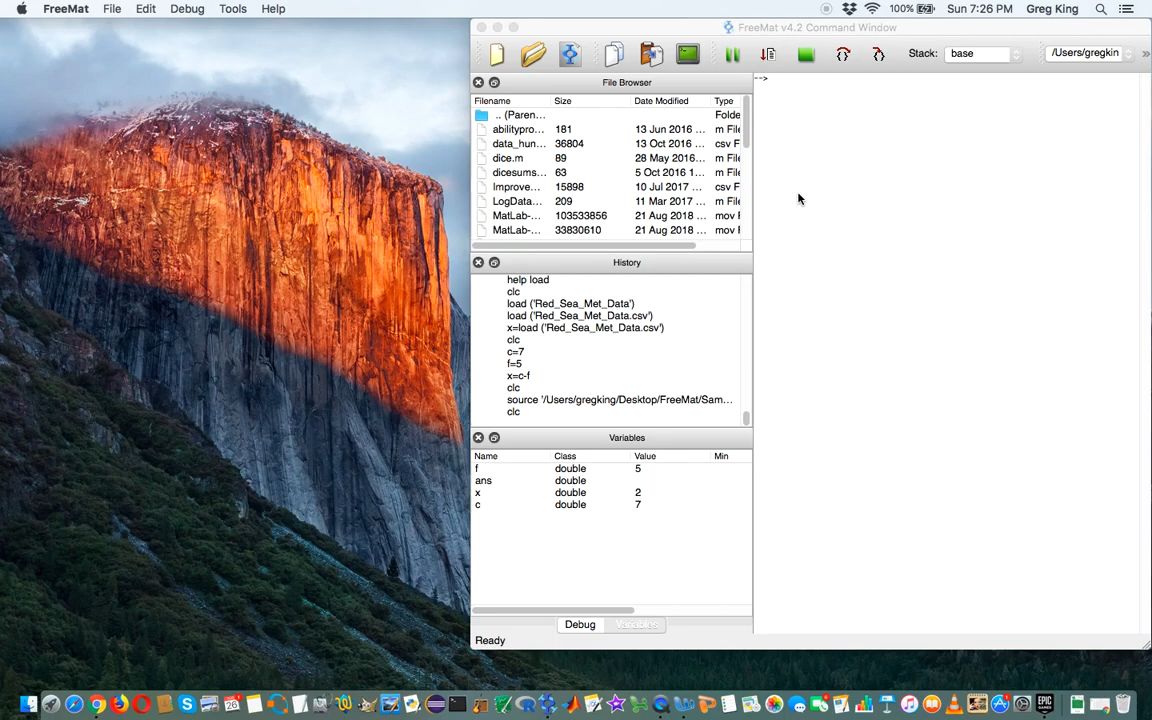 FreeMat File Edit Debug Tools Help 100% Sun 7:26 PM Greg King
FreeMat v4.2 Command Window
Stack: base /Users/gregkin »
File Browser
Filename Size Date Modified Type
.. (Paren... Folde
abilitypro... 181 13 Jun 2016 ... m File
data_hun... 36804 13 Oct 2016 ... csv F
dice.m 89 28 May 2016... m File
dicesums... 63 5 Oct 2016 1... m File
Improve... 15898 10 Jul 2017 ... csv F
LogData... 209 11 Mar 2017 ... m File
MatLab-... 103533856 21 Aug 2018 ... mov F
MatLab-... 33830610 21 Aug 2018 ... mov F
-->
History
help load
clc
load ('Red_Sea_Met_Data')
load ('Red_Sea_Met_Data.csv')
x=load ('Red_Sea_Met_Data.csv')
clc
c=7
f=5
x=c-f
clc
source '/Users/gregking/Desktop/FreeMat/Sam...
clc
Variables
Name Class Value Min
f double 5
ans double
x double 2
c double 7
Debug Variables
Ready